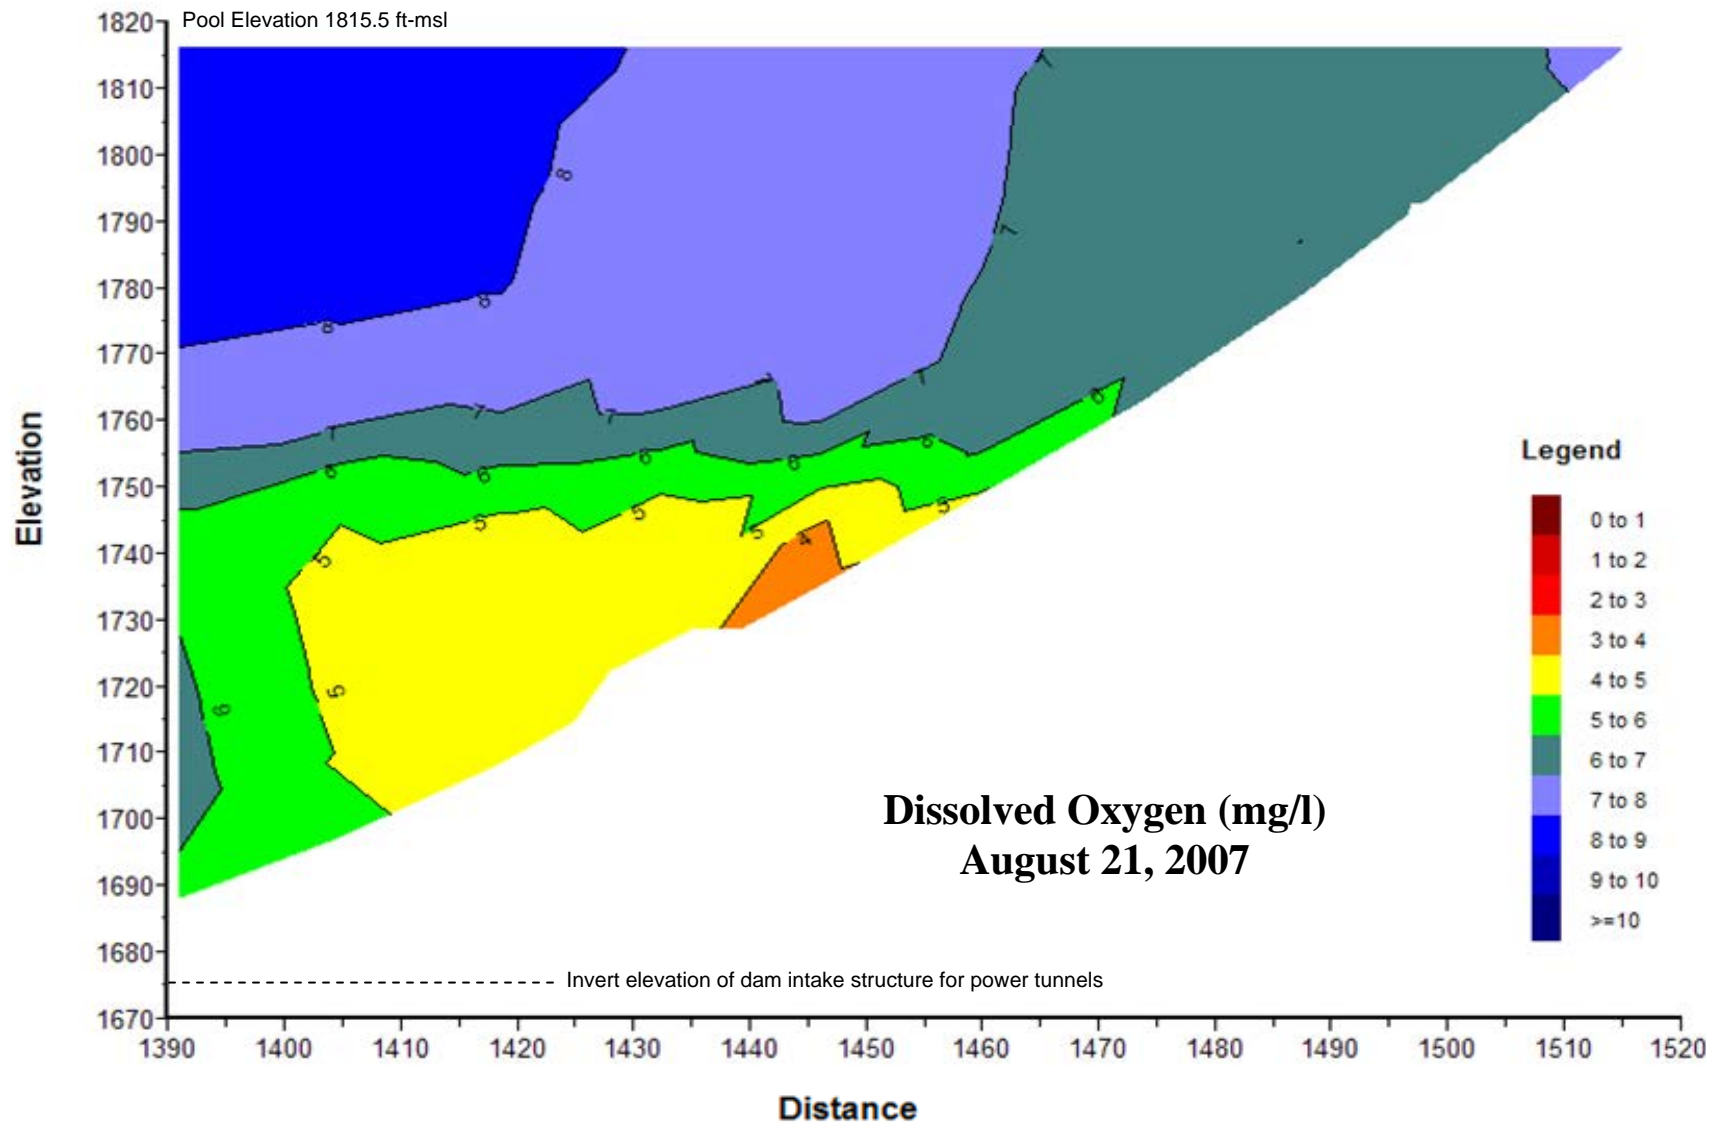 Pool Elevation 1815.5 ft-msl
1820
1810
1800
1790
1780
1770
1760
1750
1740
1730
1720
1710
1700
1690
1680
1670
Elevation
8
8
8
7
7
7
7
7
7
7
6
6
6
6
6
6
6
5
5
5
5
5
5
4
Legend
0 to 1
1 to 2
2 to 3
3 to 4
4 to 5
5 to 6
6 to 7
7 to 8
8 to 9
9 to 10
>=10
Dissolved Oxygen (mg/l)
August 21, 2007
Invert elevation of dam intake structure for power tunnels
1390 1400 1410 1420 1430 1440 1450 1460 1470 1480 1490 1500 1510 1520
Distance